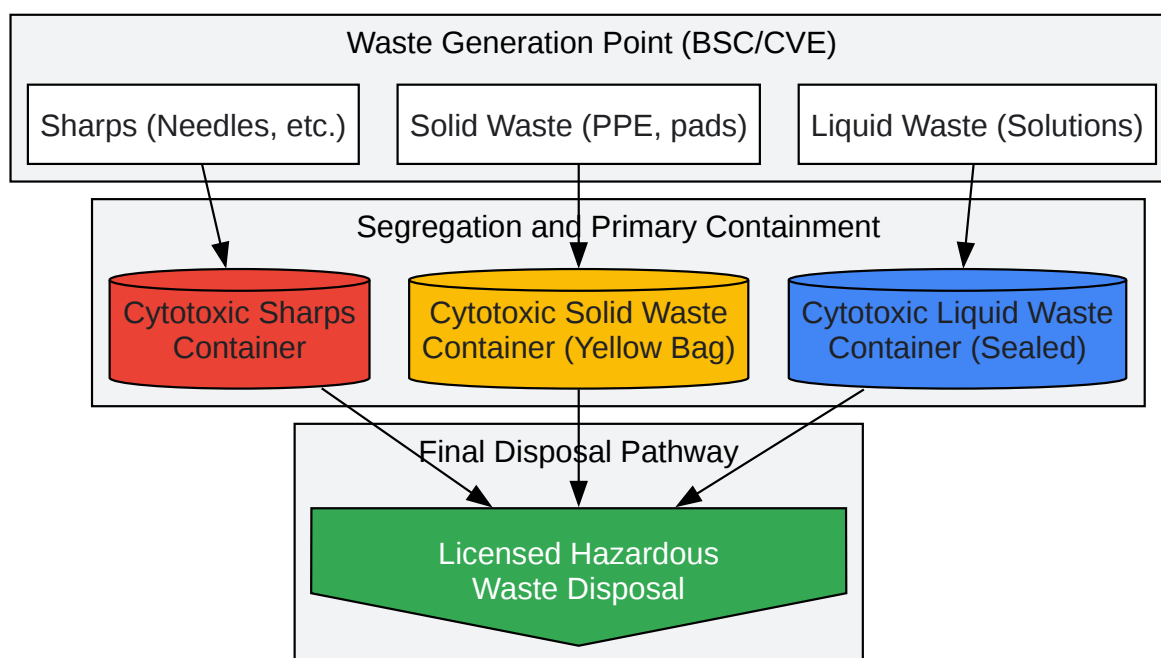 Waste Generation Point (BSC/CVE)
Sharps (Needles, etc.)
Solid Waste (PPE, pads)
Liquid Waste (Solutions)
Segregation and Primary Containment
Cytotoxic Sharps
Container
Cytotoxic Solid Waste
Container (Yellow Bag)
Cytotoxic Liquid Waste
Container (Sealed)
Final Disposal Pathway
Licensed Hazardous
Waste Disposal